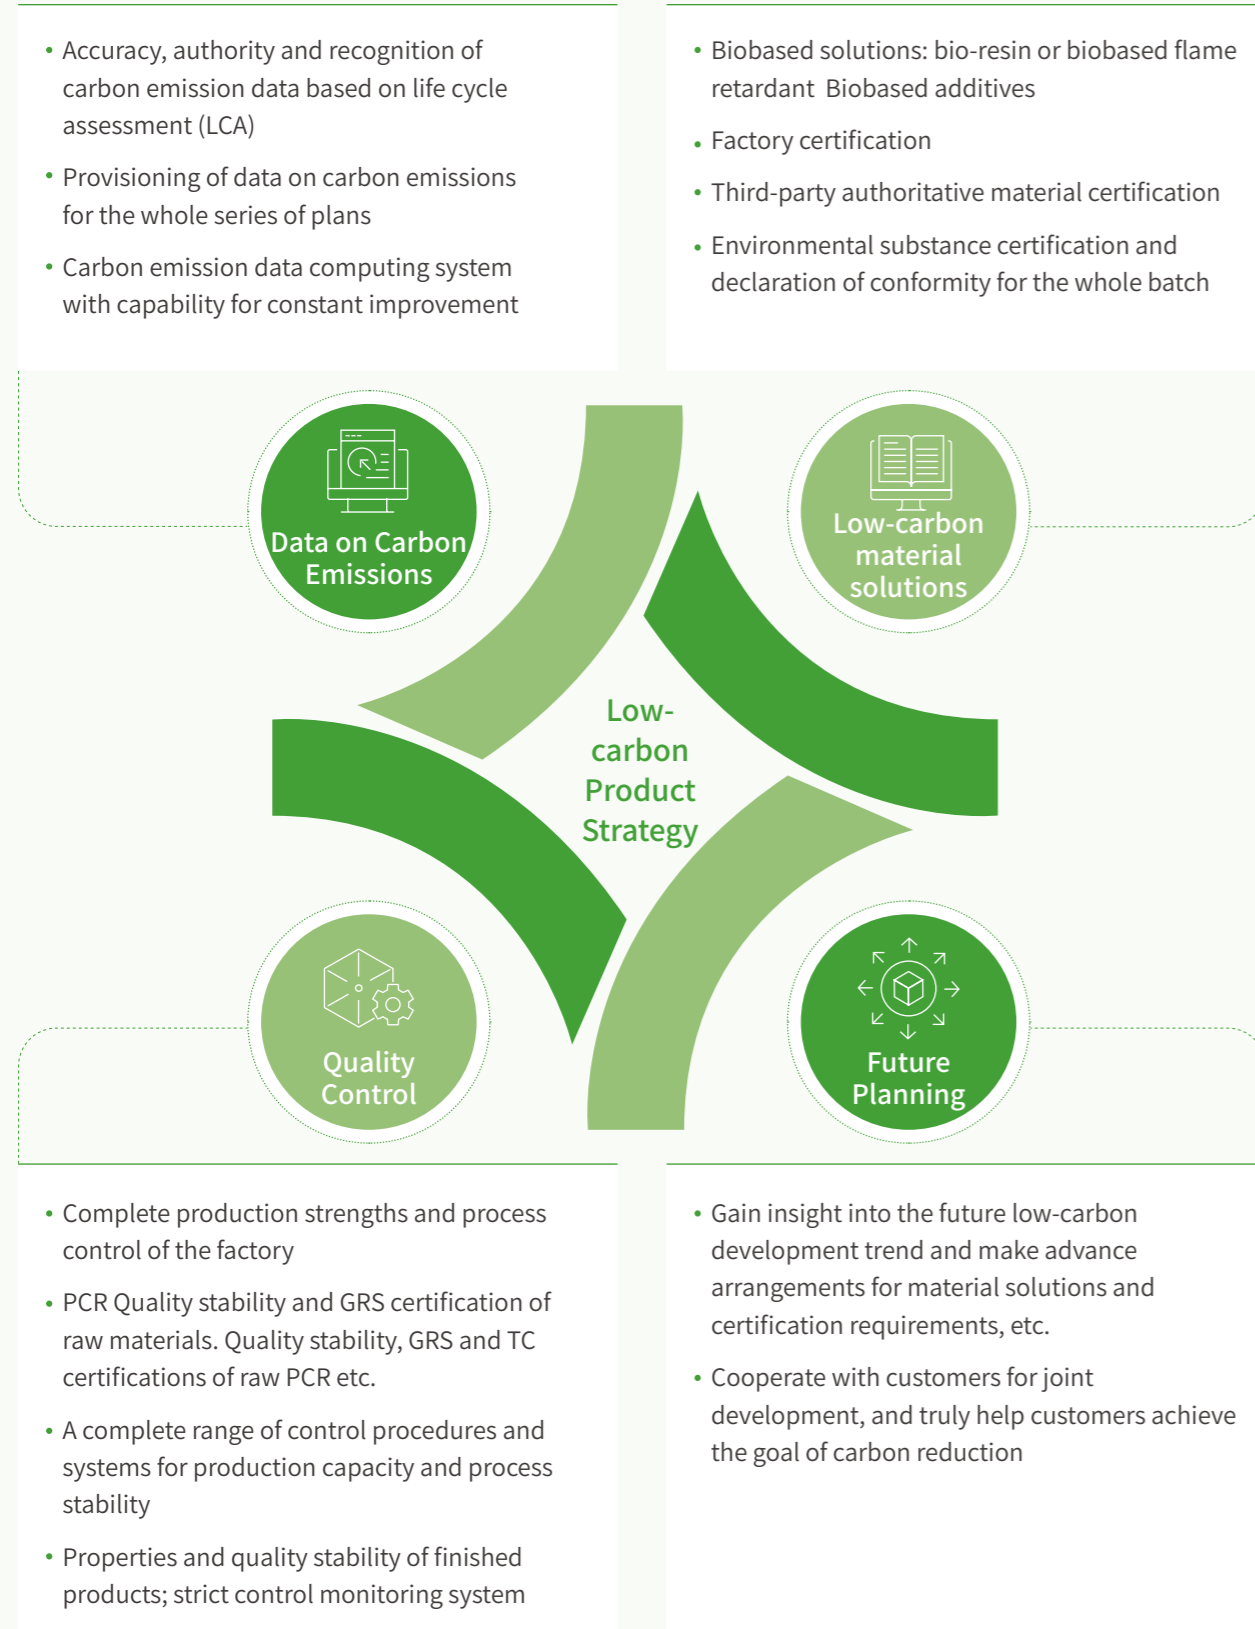 • Accuracy, authority and recognition of
carbon emission data based on life cycle
assessment (LCA)
• Provisioning of data on carbon emissions
for the whole series of plans
• Carbon emission data computing system
with capability for constant improvement
• Biobased solutions: bio-resin or biobased flame
retardant  Biobased additives
• Factory certification
• Third-party authoritative material certification
• Environmental substance certification and
declaration of conformity for the whole batch
Data on Carbon
Emissions
Low-carbon
material
solutions
Low-
carbon
Product
Strategy
Quality
Control
Future
Planning
• Complete production strengths and process
control of the factory
• PCR Quality stability and GRS certification of
raw materials. Quality stability, GRS and TC
certifications of raw PCR etc.
• A complete range of control procedures and
systems for production capacity and process
stability
• Properties and quality stability of finished
products; strict control monitoring system
• Gain insight into the future low-carbon
development trend and make advance
arrangements for material solutions and
certification requirements, etc.
• Cooperate with customers for joint
development, and truly help customers achieve
the goal of carbon reduction